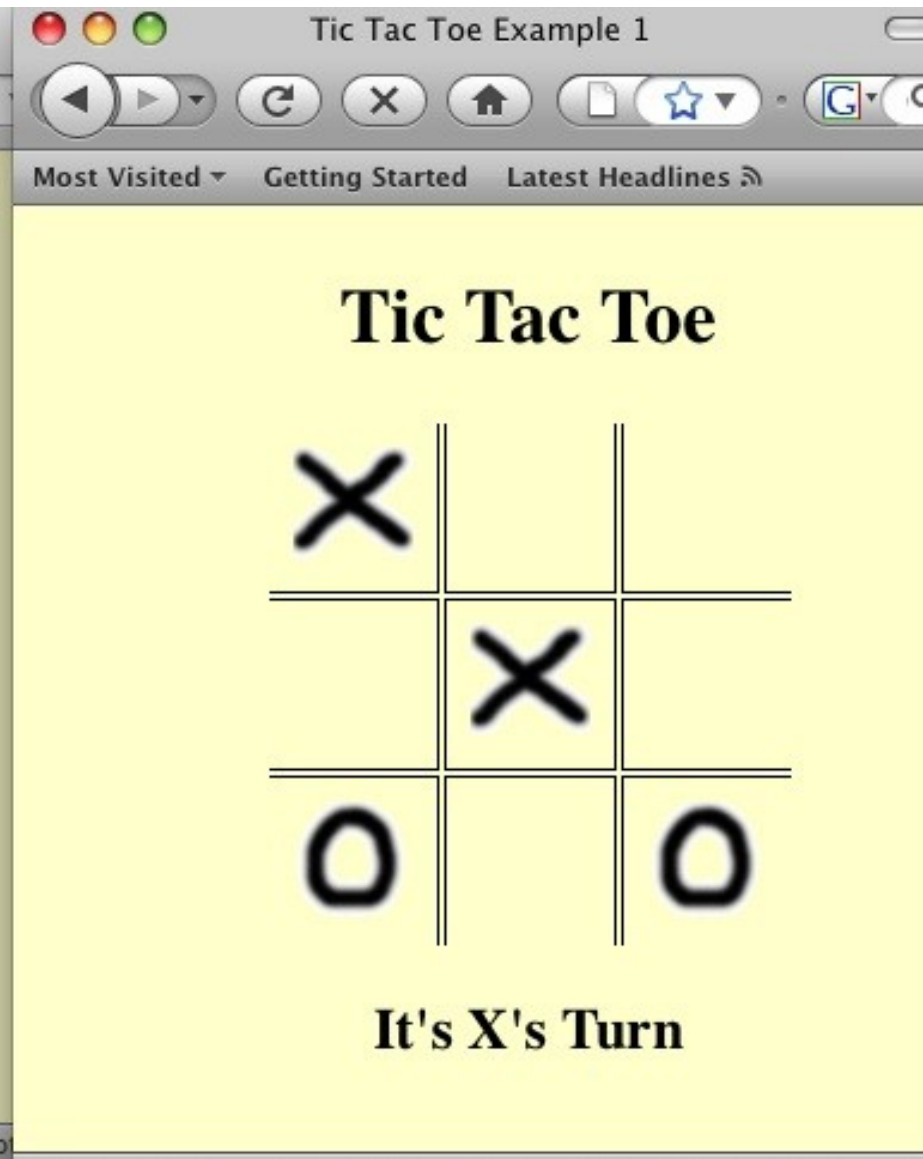 Tic Tac Toe Example 1
G
Most Visited Getting Started Latest Headlines
Tic Tac Toe
X
X
O O
It's X's Turn